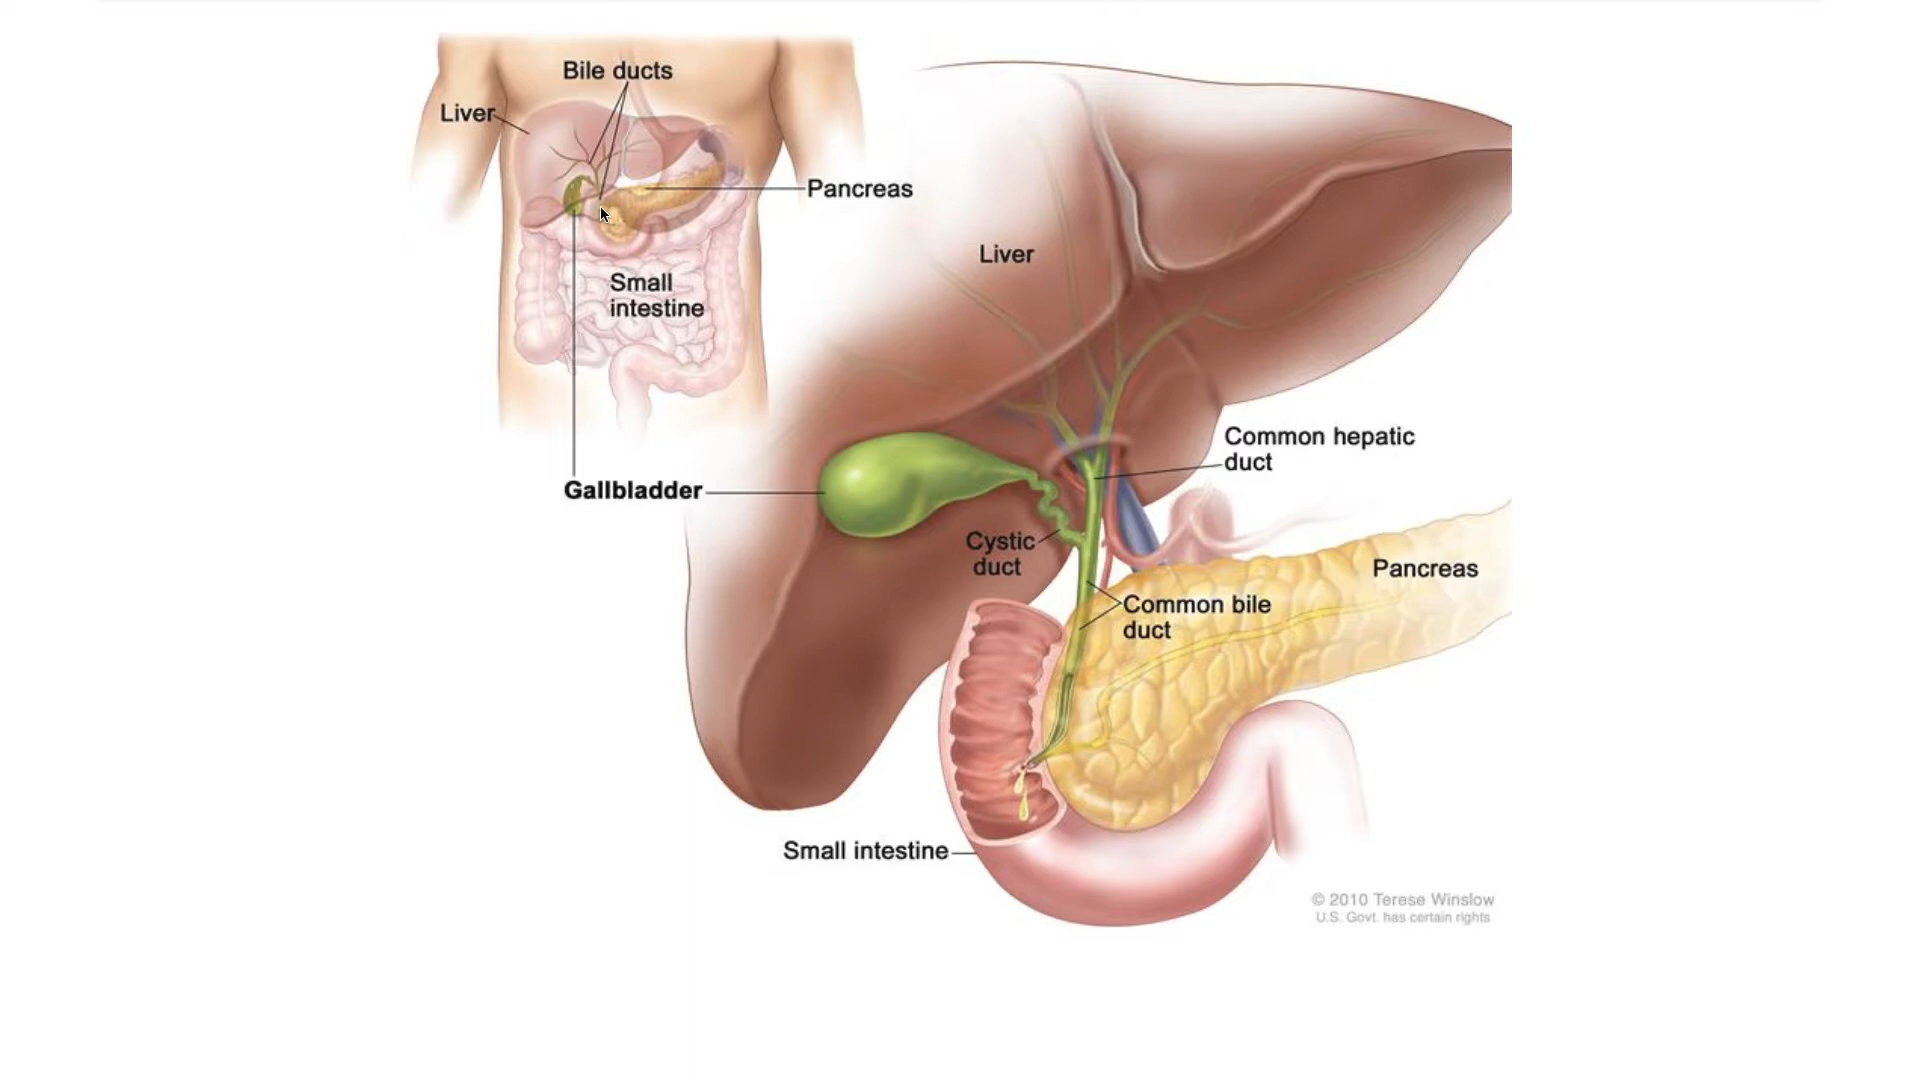 Bile ducts
Liver
Pancreas
Small
intestine
Gallbladder
Liver
Common hepatic
duct
Cystic
duct
Pancreas
Common bile
duct
Small intestine
© 2010 Terese Winslow
U.S. Govt. has certain rights